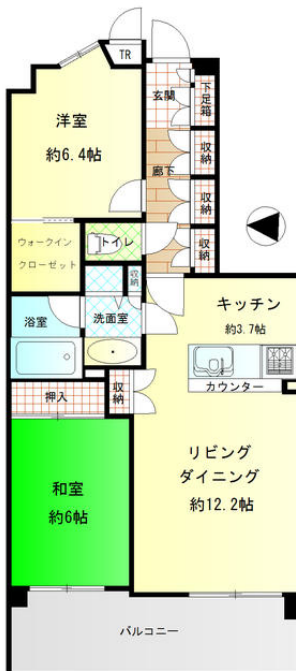 TR
玄関
下足箱
洋室
約6.4帖
廊下
収納
収納
収納
ウォークイン
クローゼット
トイレ
収納
洗面室
浴室
キッチン
約3.7帖
カウンター
押入
収納
リビング
ダイニング
約12.2帖
和室
約6帖
バルコニー